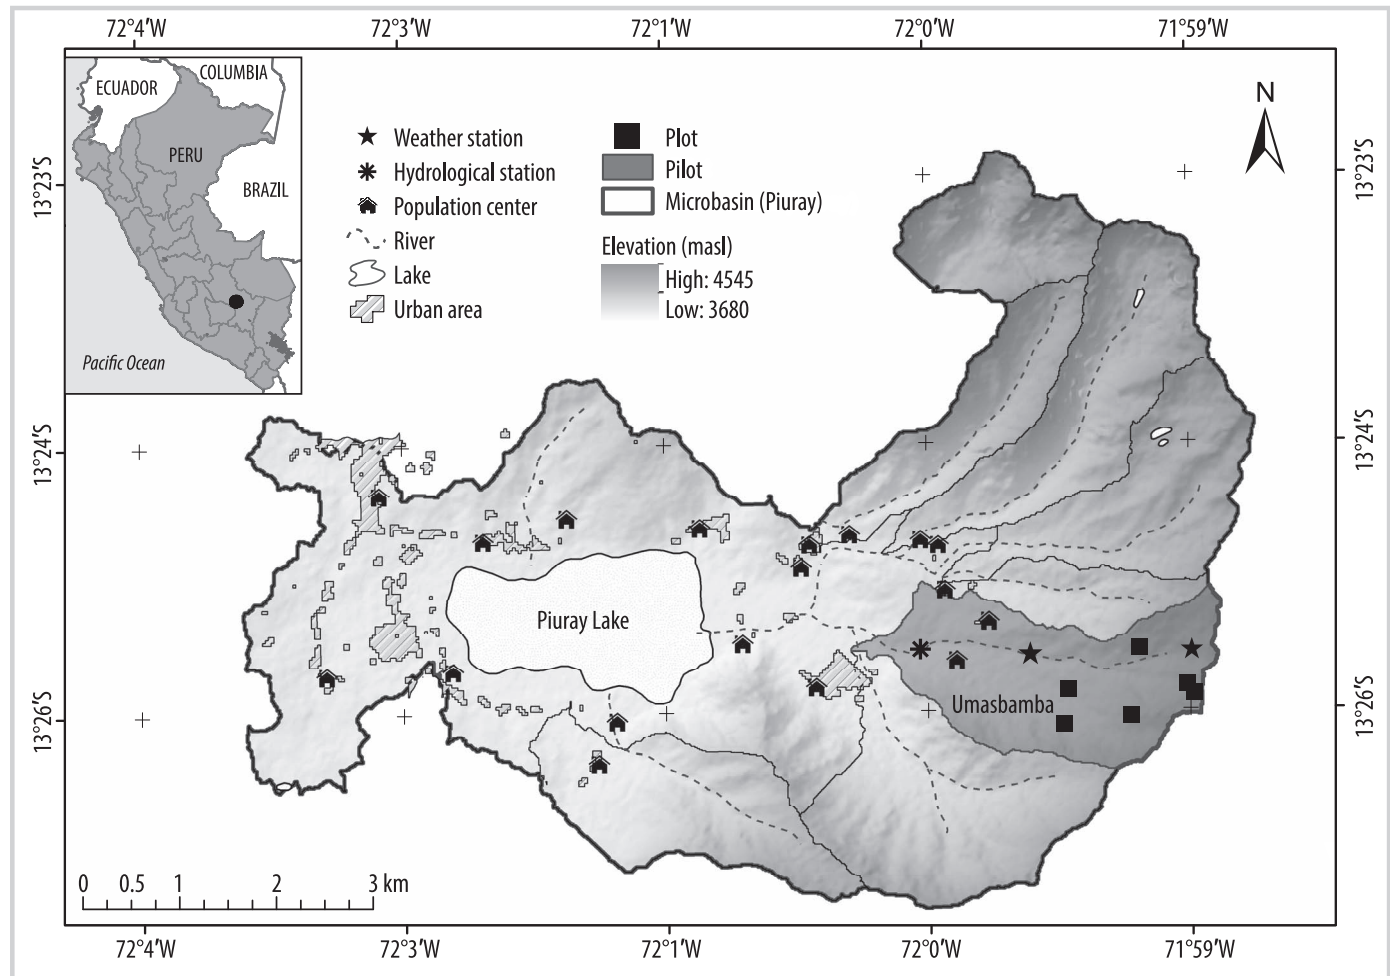 72°4′W 72°3′W 72°1′W 72°0′W 71°59′W
N
COLUMBIA
ECUADOR
PERU
BRAZIL
Pacific Ocean
Weather station
Hydrological station
Population center
River
Lake
Urban area
Plot
Pilot
Microbasin (Piuray)
Elevation (masl)
High: 4545
Low: 3680
13°23′S 13°23′S
13°24′S 13°24′S
Piuray Lake
Umasbamba
13°26′S 13°26′S
0 0.5 1 2 3 km
72°4′W 72°3′W 72°1′W 72°0′W 71°59′W